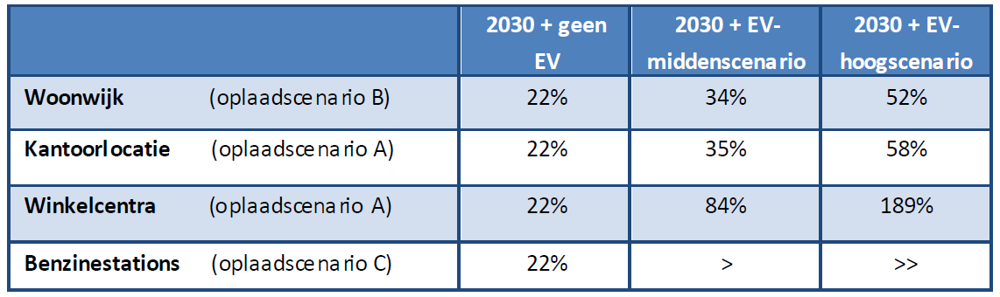 2030 + geen EV 2030 + EV-middenscenario 2030 + EV-hoogscenario
Woonwijk (oplaadscenario B) 22% 34% 52%
Kantoorlocatie (oplaadscenario A) 22% 35% 58%
Winkelcentra (oplaadscenario A) 22% 84% 189%
Benzinestations (oplaadscenario C) 22% > >>